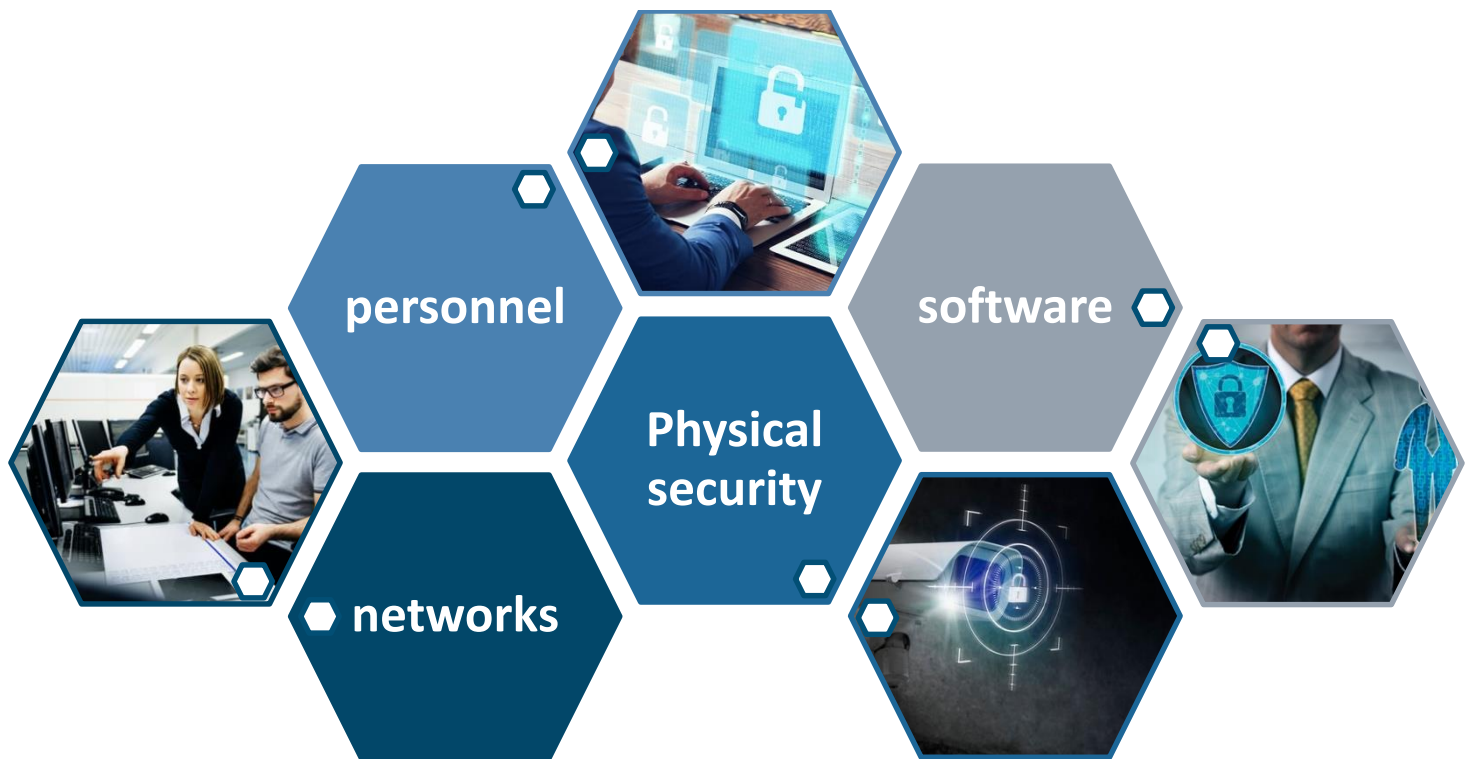 personnel
software
Physical
security
networks